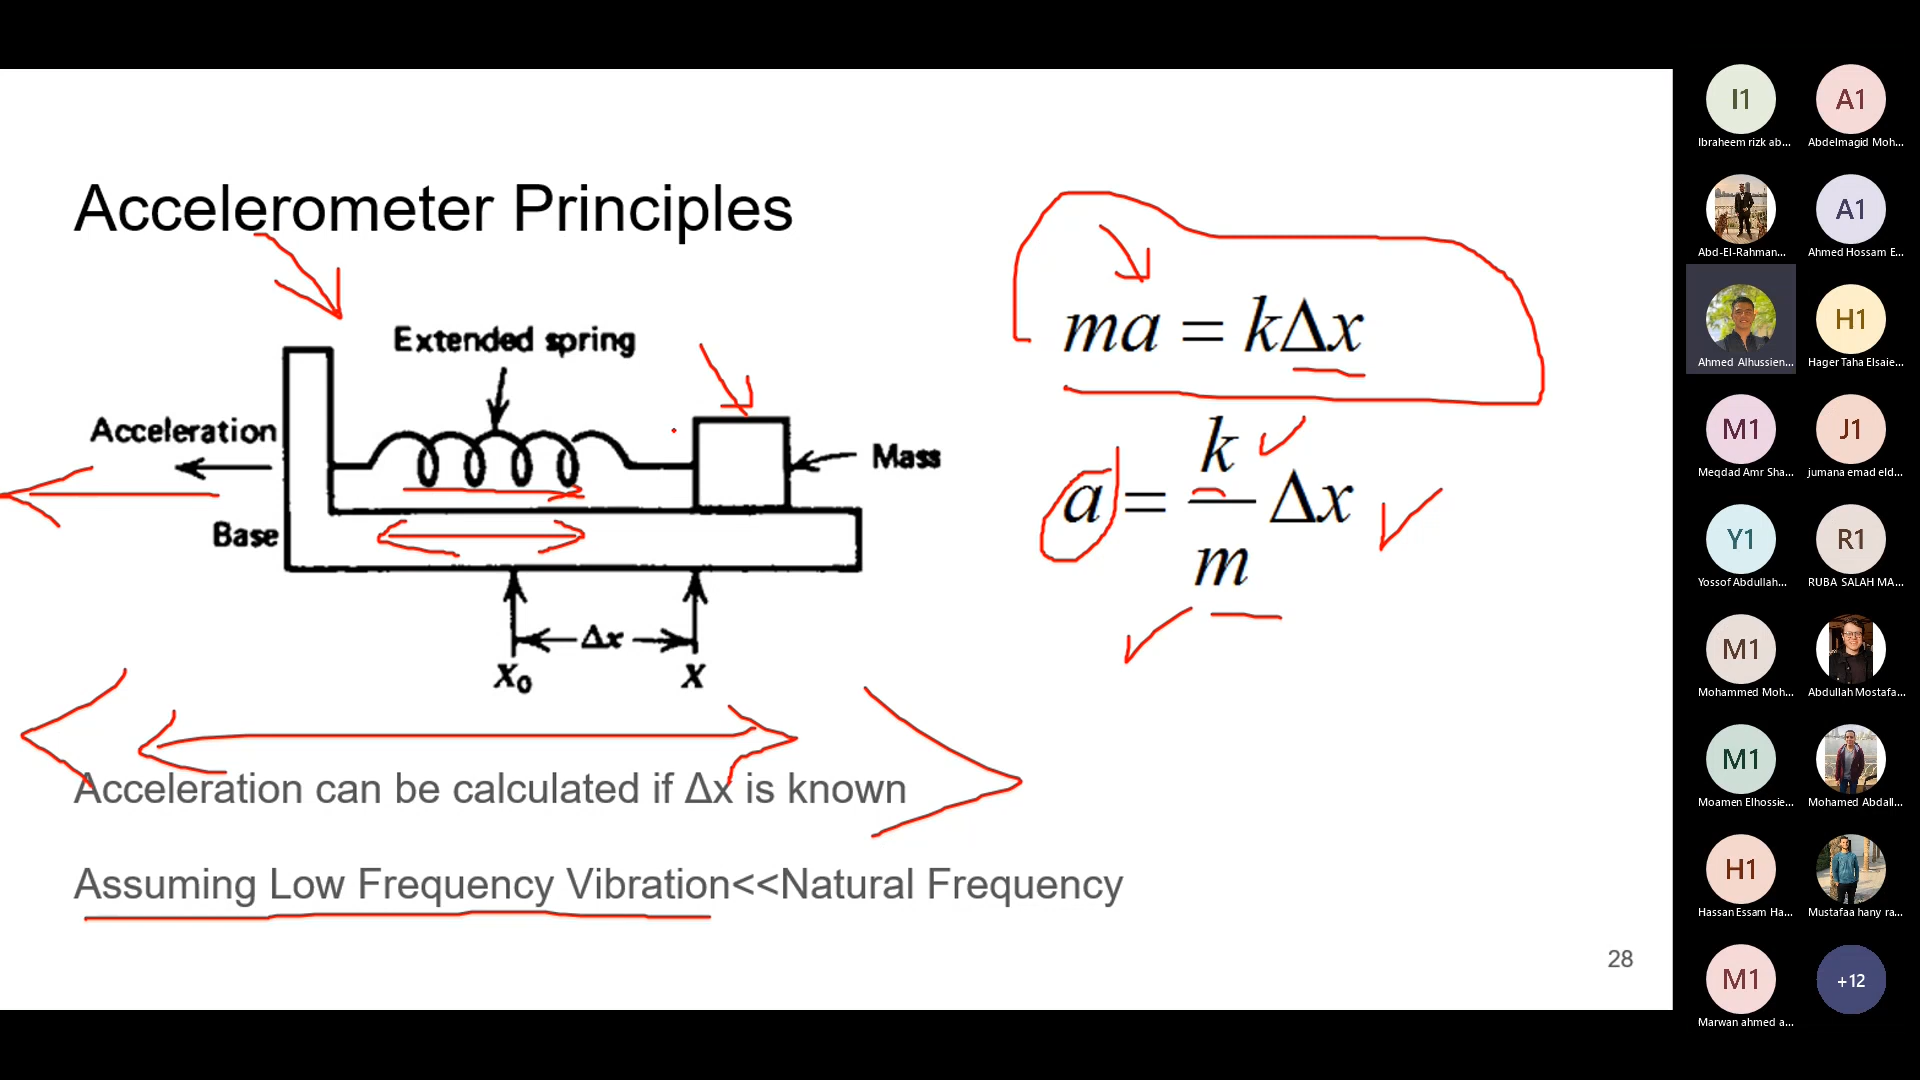 Accelerometer Principles
Extended spring
Acceleration
Mass
Base
Δx
X₀
X
ma = kΔx
a = k/m Δx
Acceleration can be calculated if Δx is known
Assuming Low Frequency Vibration<<Natural Frequency
28
I1
A1
Ibraheem rizk ab...
Abdelmagid Moh...
A1
Abd-El-Rahman...
Ahmed Hossam E...
H1
Ahmed Alhussien...
Hager Taha Elsaie...
M1
J1
Meqdad Amr Sha...
jumana emad eld...
Y1
R1
Yossof Abdullah...
RUBA SALAH MA...
M1
Mohammed Moh...
Abdullah Mostafa...
M1
Moamen Elhossie...
Mohamed Abdall...
H1
Hassan Essam Ha...
Mustafaa hany ra...
M1
+12
Marwan ahmed a...